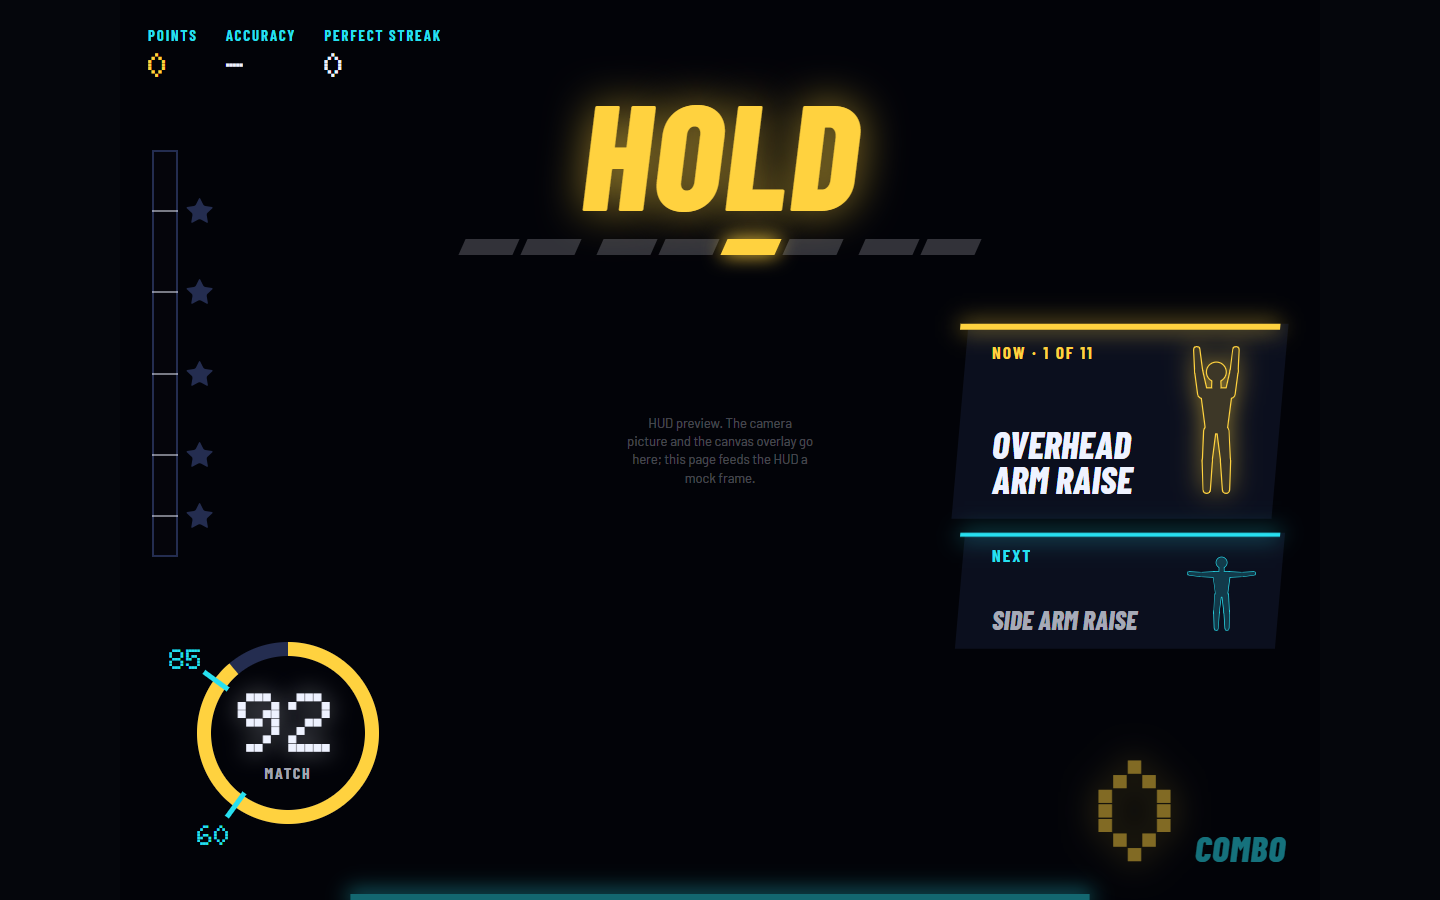 POINTS ACCURACY PERFECT STREAK
0 — 0
HOLD
NOW · 1 OF 11
OVERHEAD
ARM RAISE
HUD preview. The camera
picture and the canvas overlay go
here; this page feeds the HUD a
mock frame.
NEXT
SIDE ARM RAISE
85
92
MATCH
60
0 COMBO